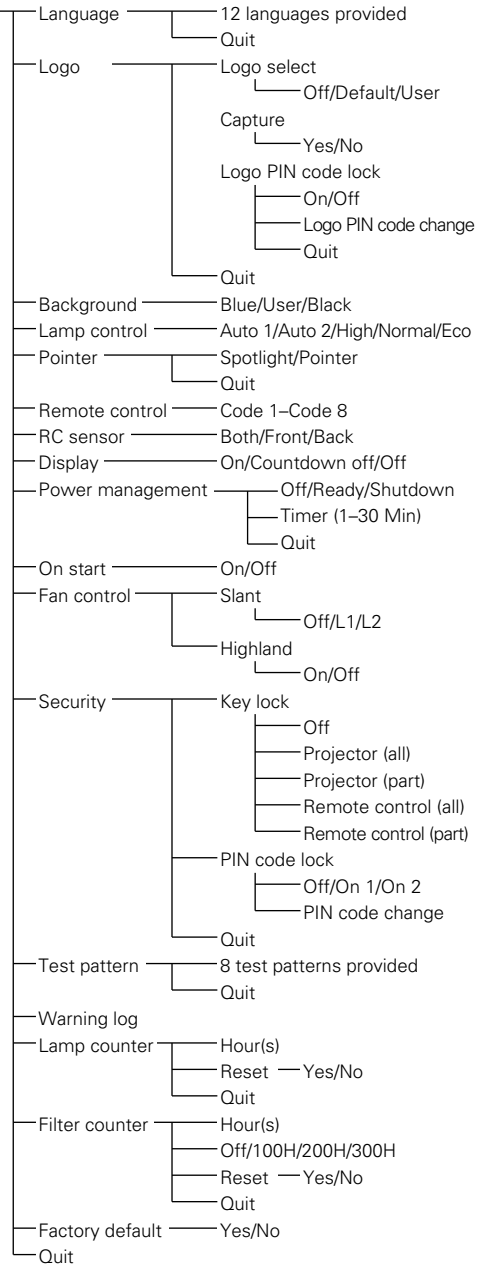 Language 12 languages provided
Quit
Logo Logo select
Off/Default/User
Capture
Yes/No
Logo PIN code lock
On/Off
Logo PIN code change
Quit
Quit
Background Blue/User/Black
Lamp control Auto 1/Auto 2/High/Normal/Eco
Pointer Spotlight/Pointer
Quit
Remote control Code 1–Code 8
RC sensor Both/Front/Back
Display On/Countdown off/Off
Power management Off/Ready/Shutdown
Timer (1–30 Min)
Quit
On start On/Off
Fan control Slant
Off/L1/L2
Highland
On/Off
Security Key lock
Off
Projector (all)
Projector (part)
Remote control (all)
Remote control (part)
PIN code lock
Off/On 1/On 2
PIN code change
Quit
Test pattern 8 test patterns provided
Quit
Warning log
Lamp counter Hour(s)
Reset Yes/No
Quit
Filter counter Hour(s)
Off/100H/200H/300H
Reset Yes/No
Quit
Factory default Yes/No
Quit